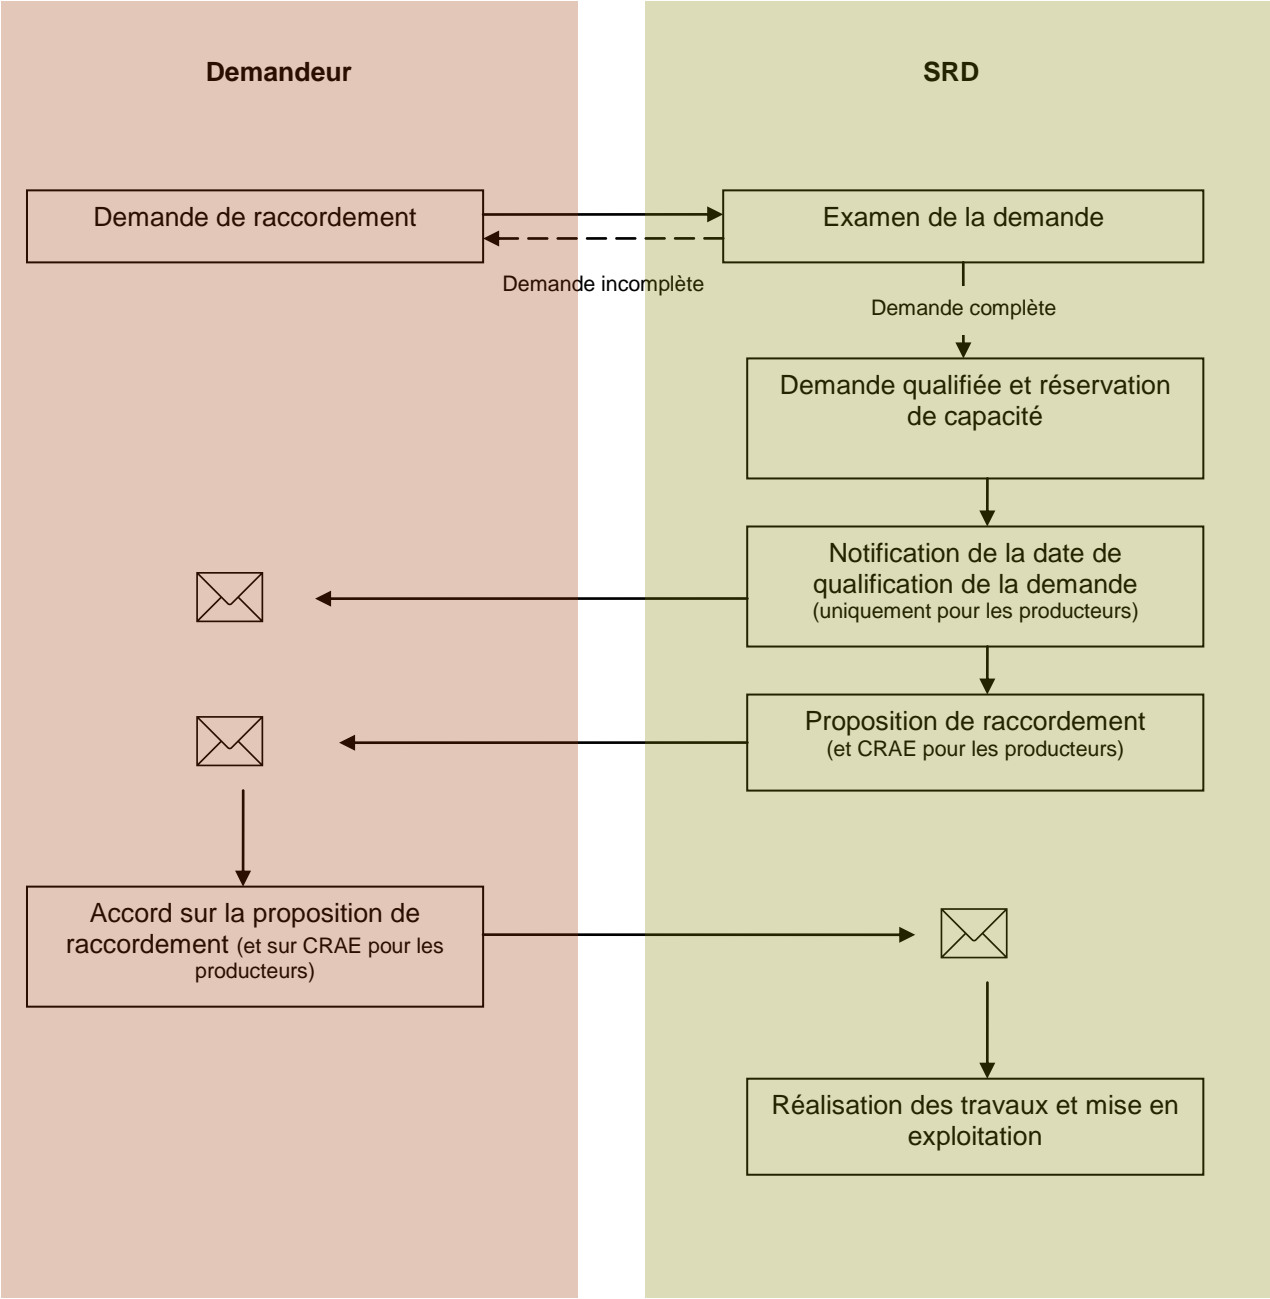 Demandeur
SRD
Demande de raccordement
Examen de la demande
Demande incomplète
Demande complète
Demande qualifiée et réservation
de capacité
Notification de la date de
qualification de la demande
(uniquement pour les producteurs)
Proposition de raccordement
(et CRAE pour les producteurs)
Accord sur la proposition de
raccordement (et sur CRAE pour les
producteurs)
Réalisation des travaux et mise en
exploitation